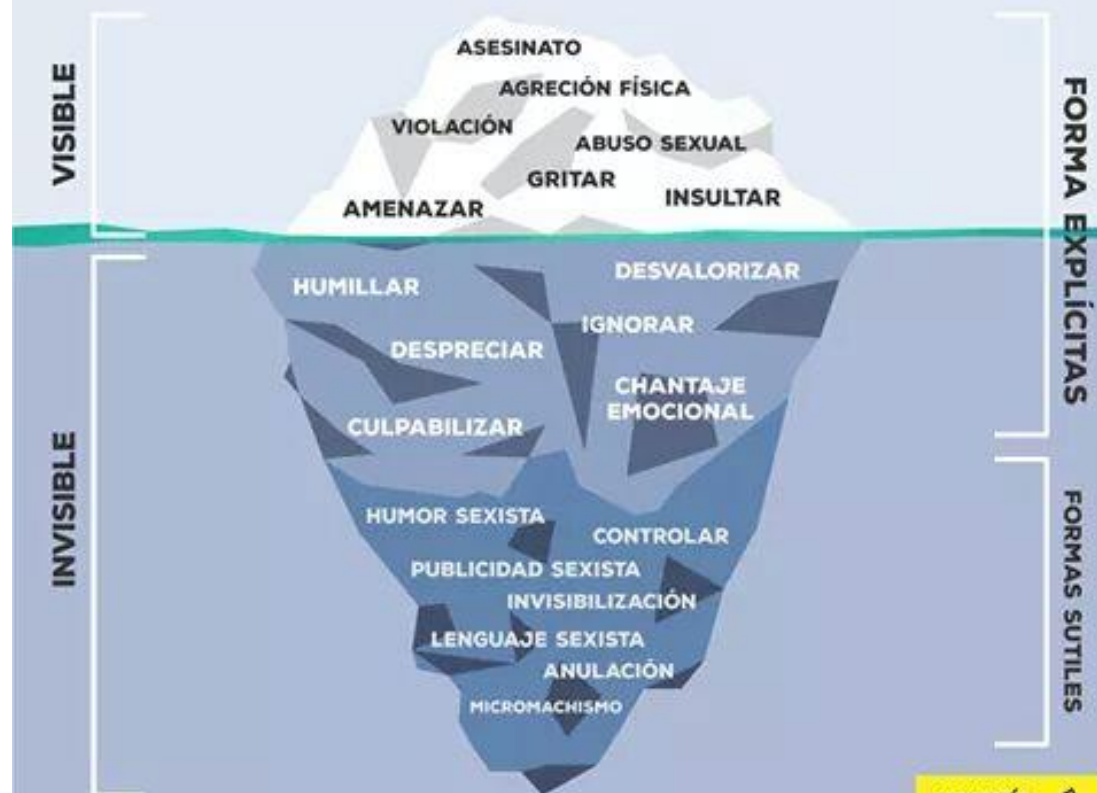 VISIBLE
ASESINATO
AGRECIÓN FÍSICA
VIOLACIÓN
ABUSO SEXUAL
GRITAR
INSULTAR
AMENAZAR
FORMA EXPLÍCITAS
INVISIBLE
DESVALORIZAR
HUMILLAR
IGNORAR
DESPRECIAR
CHANTAJE
EMOCIONAL
CULPABILIZAR
HUMOR SEXISTA
CONTROLAR
PUBLICIDAD SEXISTA
INVISIBILIZACIÓN
LENGUAJE SEXISTA
ANULACIÓN
MICROMACHISMO
FORMAS SUTILES